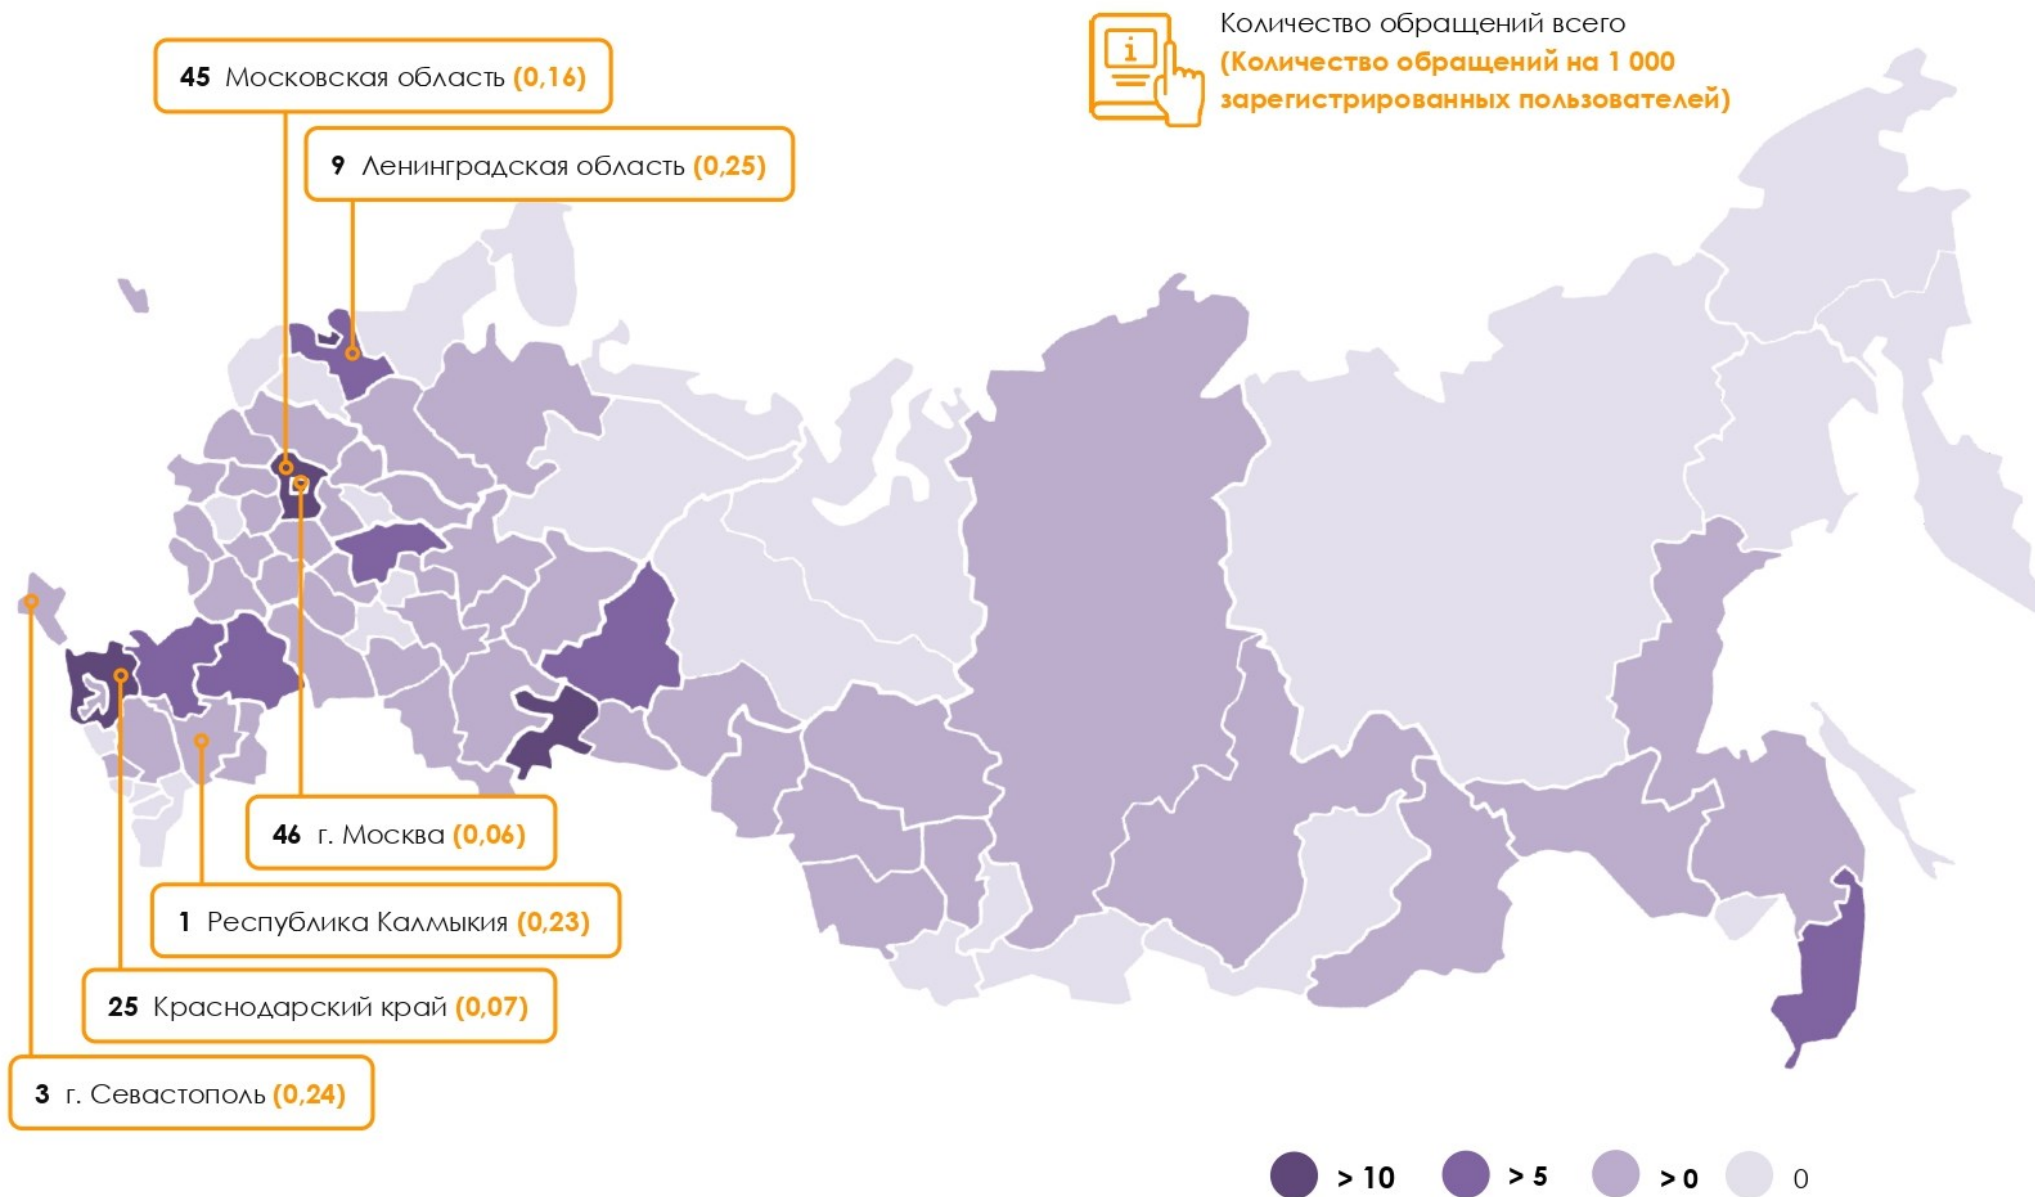 Количество обращений всего
(Количество обращений на 1 000
зарегистрированных пользователей)
45 Московская область (0,16)
9 Ленинградская область (0,25)
46 г. Москва (0,06)
1 Республика Калмыкия (0,23)
25 Краснодарский край (0,07)
3 г. Севастополь (0,24)
> 10 > 5 > 0 0